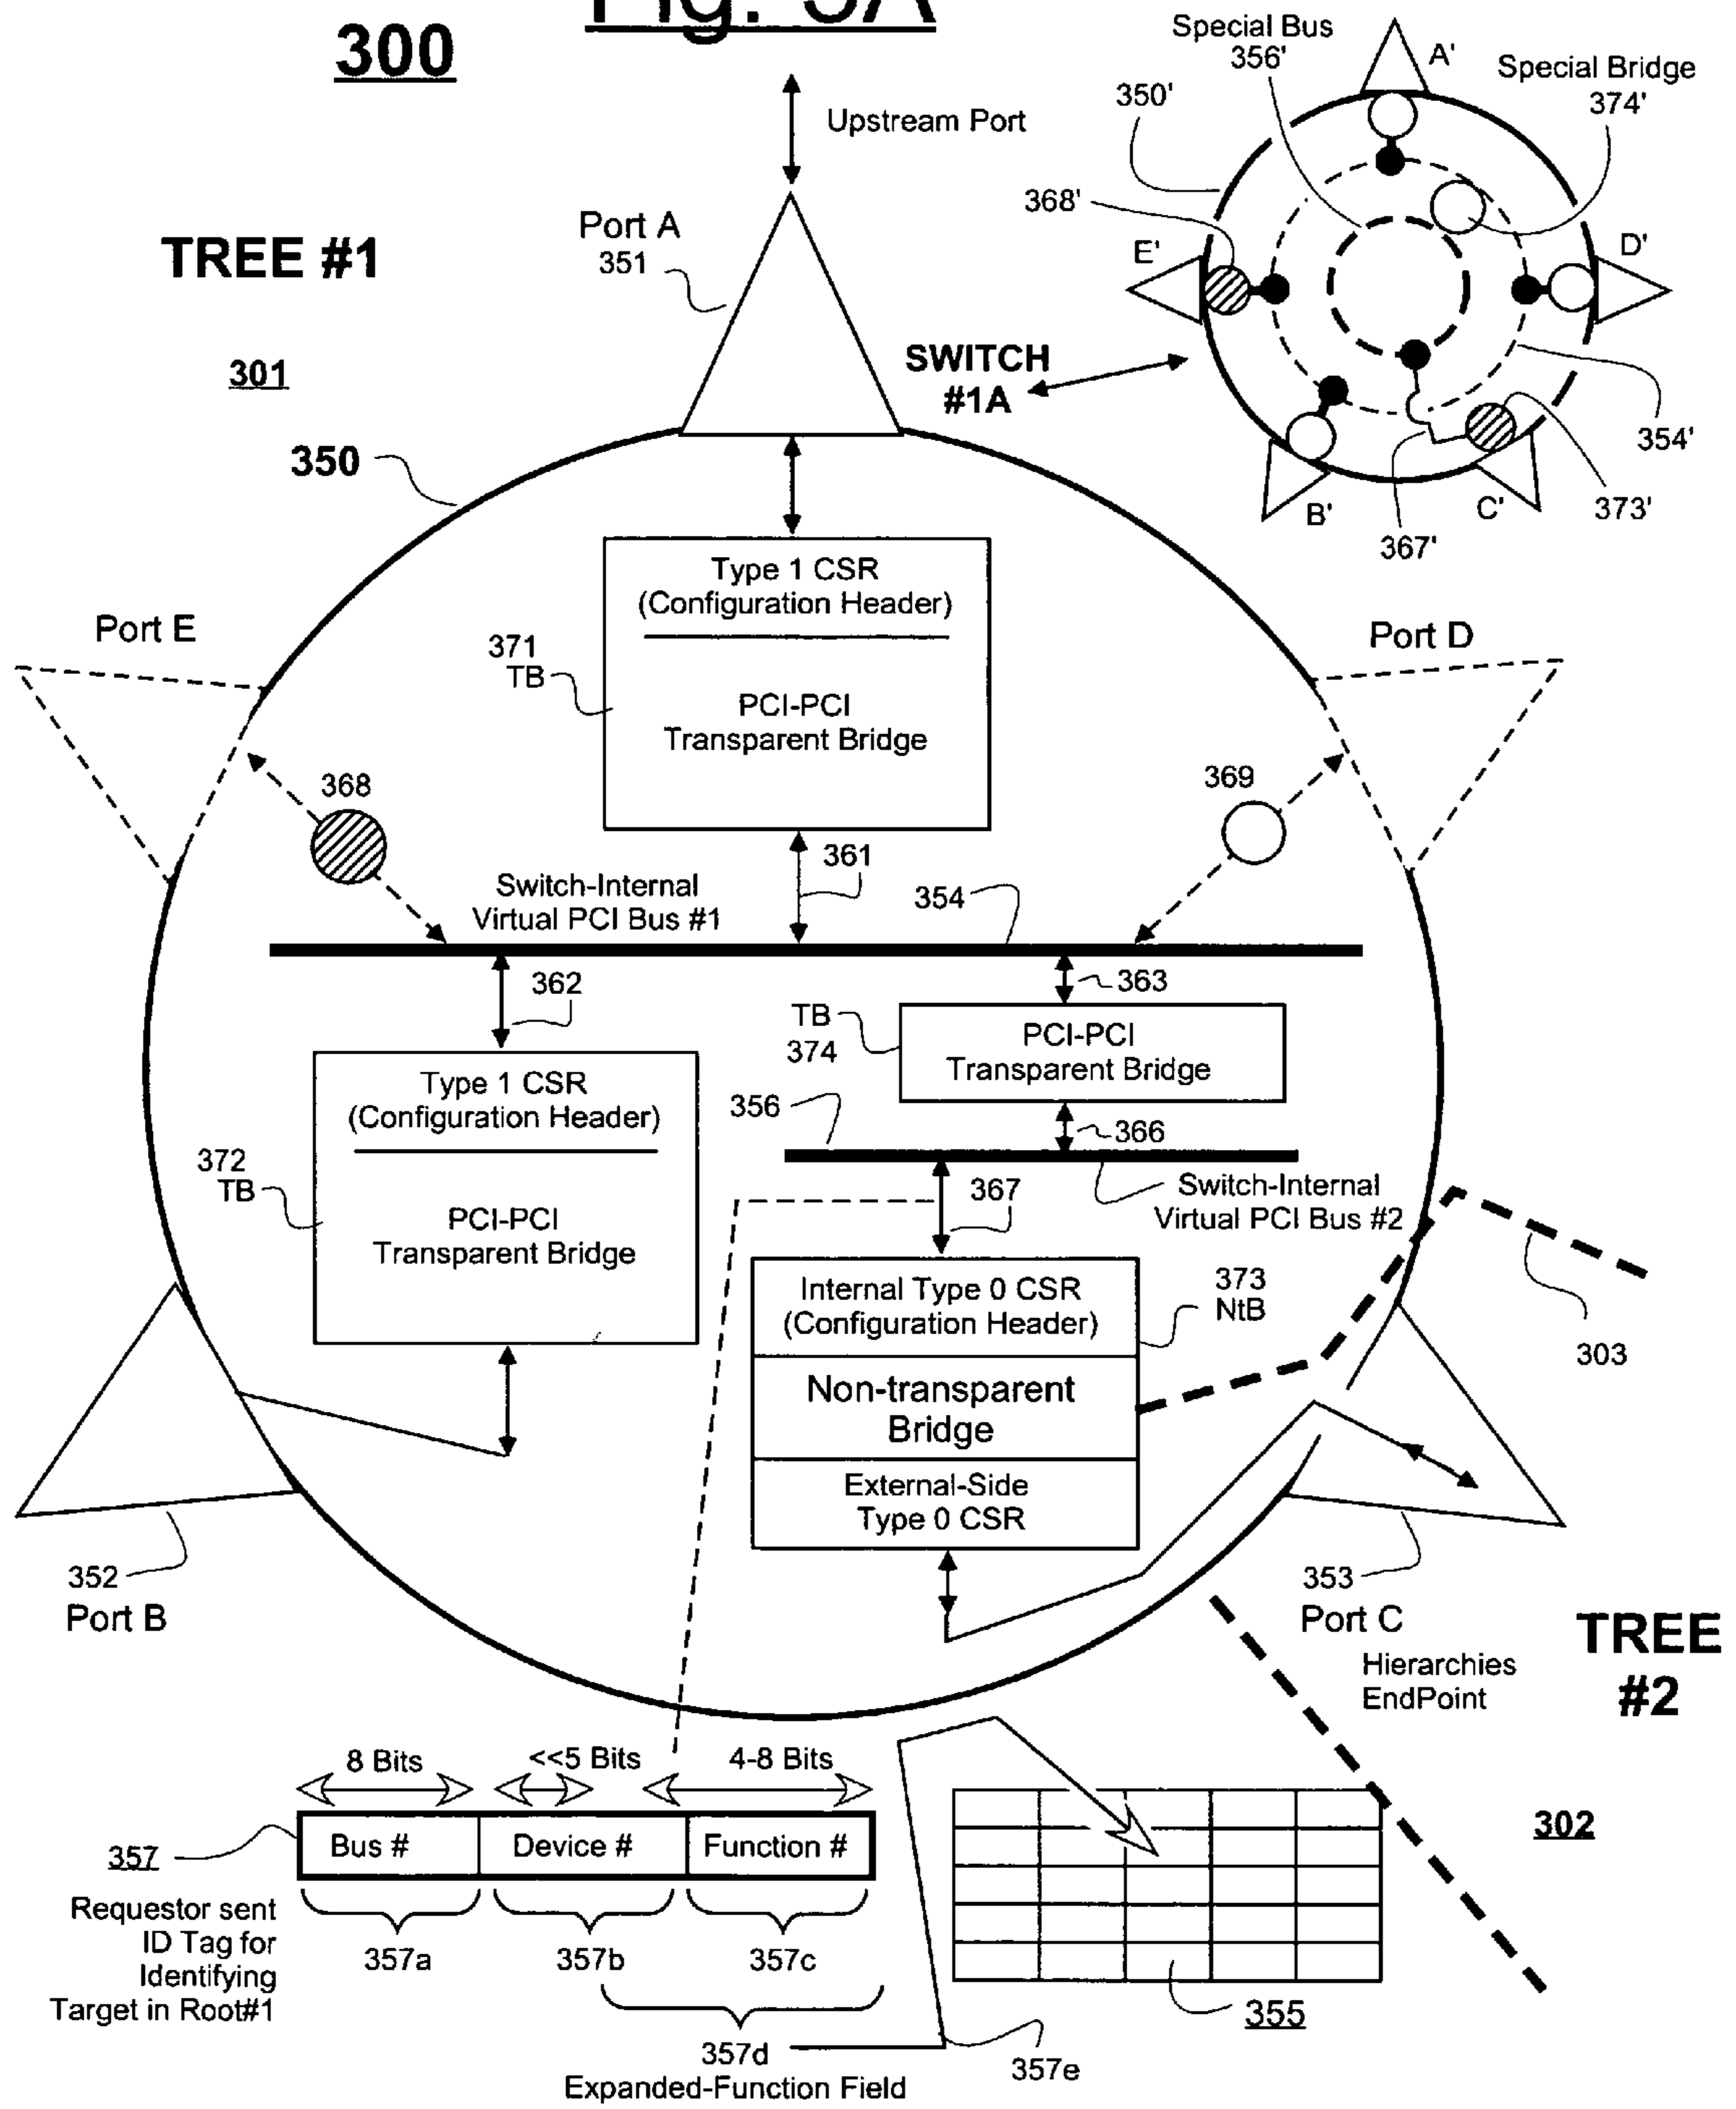 Fig. 3A
300
Special Bus
356'
A'
Special Bridge
374'
350'
Upstream Port
368'
Port A
351
E'
D'
TREE #1
SWITCH
#1A
301
354'
350
B'
C'
373'
367'
Type 1 CSR
(Configuration Header)
Port E
Port D
371
TB
PCI-PCI
Transparent Bridge
368
369
361
Switch-Internal
Virtual PCI Bus #1
354
362
363
TB
374
PCI-PCI
Transparent Bridge
Type 1 CSR
(Configuration Header)
356
366
372
TB
367
Switch-Internal
Virtual PCI Bus #2
PCI-PCI
Transparent Bridge
Internal Type 0 CSR
(Configuration Header)
373
NtB
303
Non-transparent
Bridge
External-Side
Type 0 CSR
352
Port B
353
Port C
Hierarchies
EndPoint
TREE
#2
8 Bits
<<5 Bits
4-8 Bits
302
357
Bus #
Device #
Function #
Requestor sent
ID Tag for
Identifying
Target in Root#1
357a
357b
357c
355
357d
Expanded-Function Field
357e